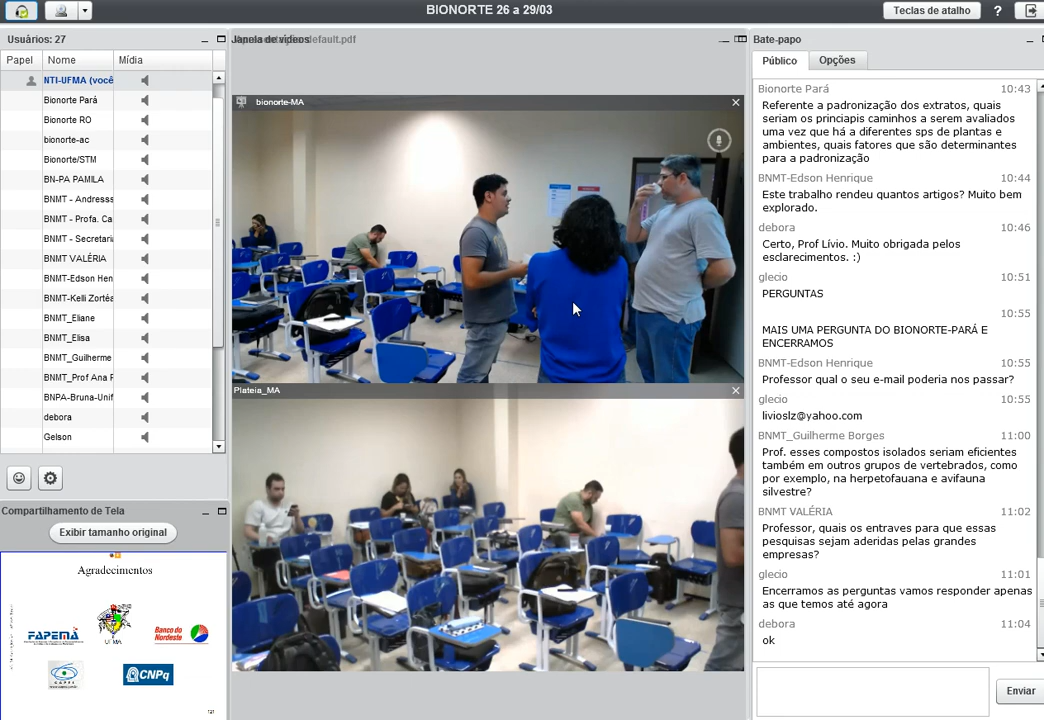 BIONORTE 26 a 29/03
Teclas de atalho
?
Usuários: 27
Papel Nome Mídia
NTI-UFMA (você
Bionorte Pará
Bionorte RO
bionorte-ac
Bionorte/STM
BN-PA PAMILA
BNMT - Andresss
BNMT - Profa. Ca
BNMT - Secretari
BNMT VALÉRIA
BNMT-Edson Hen
BNMT-Kelli Zortéa
BNMT_Eliane
BNMT_Elisa
BNMT_Guilherme
BNMT_Prof Ana P
BNPA-Bruna-Unif
debora
Gelson
Compartilhamento de Tela
Exibir tamanho original
Agradecimentos
FAPEMA
UFMA
Banco do
Nordeste
CAPES
CNPq
Janela de vídeos
default.pdf
bionorte-MA
Plateia_MA
Bate-papo
Público Opções
Bionorte Pará 10:43
Referente a padronização dos extratos, quais
seriam os princiapis caminhos a serem avaliados
uma vez que há a diferentes sps de plantas e
ambientes, quais fatores que são determinantes
para a padronização
BNMT-Edson Henrique 10:44
Este trabalho rendeu quantos artigos? Muito bem
explorado.
debora 10:46
Certo, Prof Lívio. Muito obrigada pelos
esclarecimentos. :)
glecio 10:51
PERGUNTAS
10:55
MAIS UMA PERGUNTA DO BIONORTE-PARÁ E
ENCERRAMOS
BNMT-Edson Henrique 10:55
Professor qual o seu e-mail poderia nos passar?
glecio 10:55
livioslz@yahoo.com
BNMT_Guilherme Borges 11:00
Prof. esses compostos isolados seriam eficientes
também em outros grupos de vertebrados, como
por exemplo, na herpetofauna e avifauna
silvestre?
BNMT VALÉRIA 11:02
Professor, quais os entraves para que essas
pesquisas sejam aderidas pelas grandes
empresas?
glecio 11:01
Encerramos as perguntas vamos responder apenas
as que temos até agora
debora 11:04
ok
Enviar